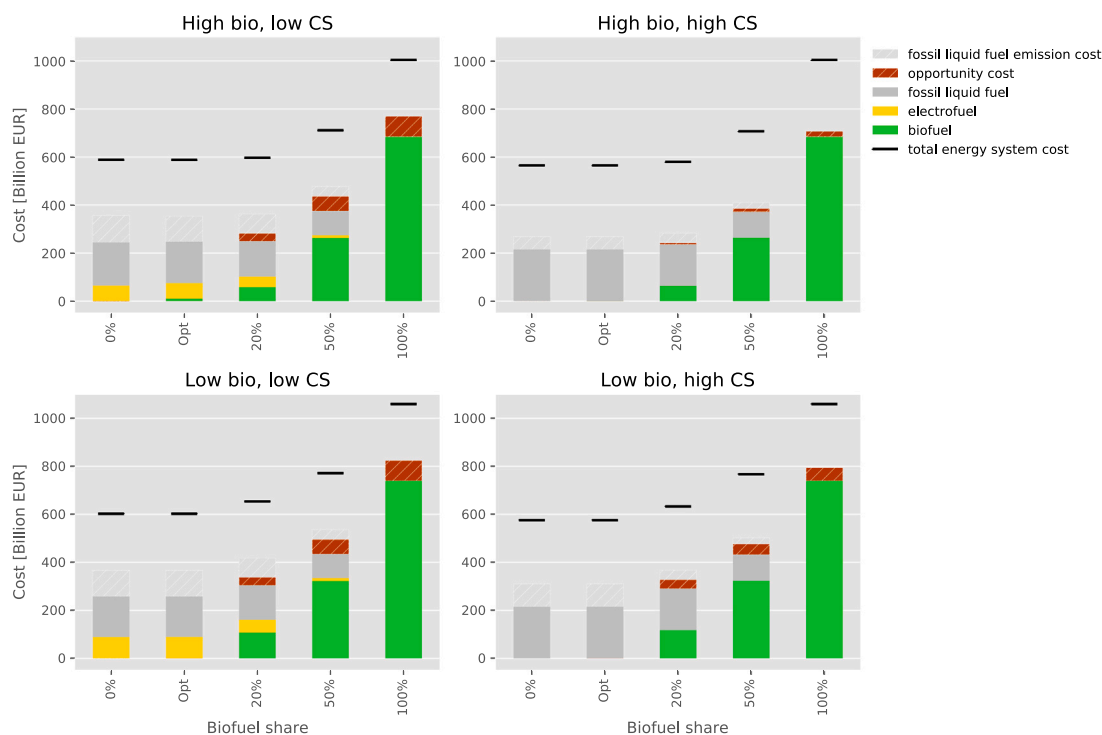 High bio, low CS
High bio, high CS
fossil liquid fuel emission cost
opportunity cost
fossil liquid fuel
electrofuel
biofuel
total energy system cost
Cost [Billion EUR]
1000
800
600
400
200
0
0%
Opt
20%
50%
100%
1000
800
600
400
200
0
0%
Opt
20%
50%
100%
Low bio, low CS
Low bio, high CS
Cost [Billion EUR]
1000
800
600
400
200
0
0%
Opt
20%
50%
100%
Biofuel share
1000
800
600
400
200
0
0%
Opt
20%
50%
100%
Biofuel share